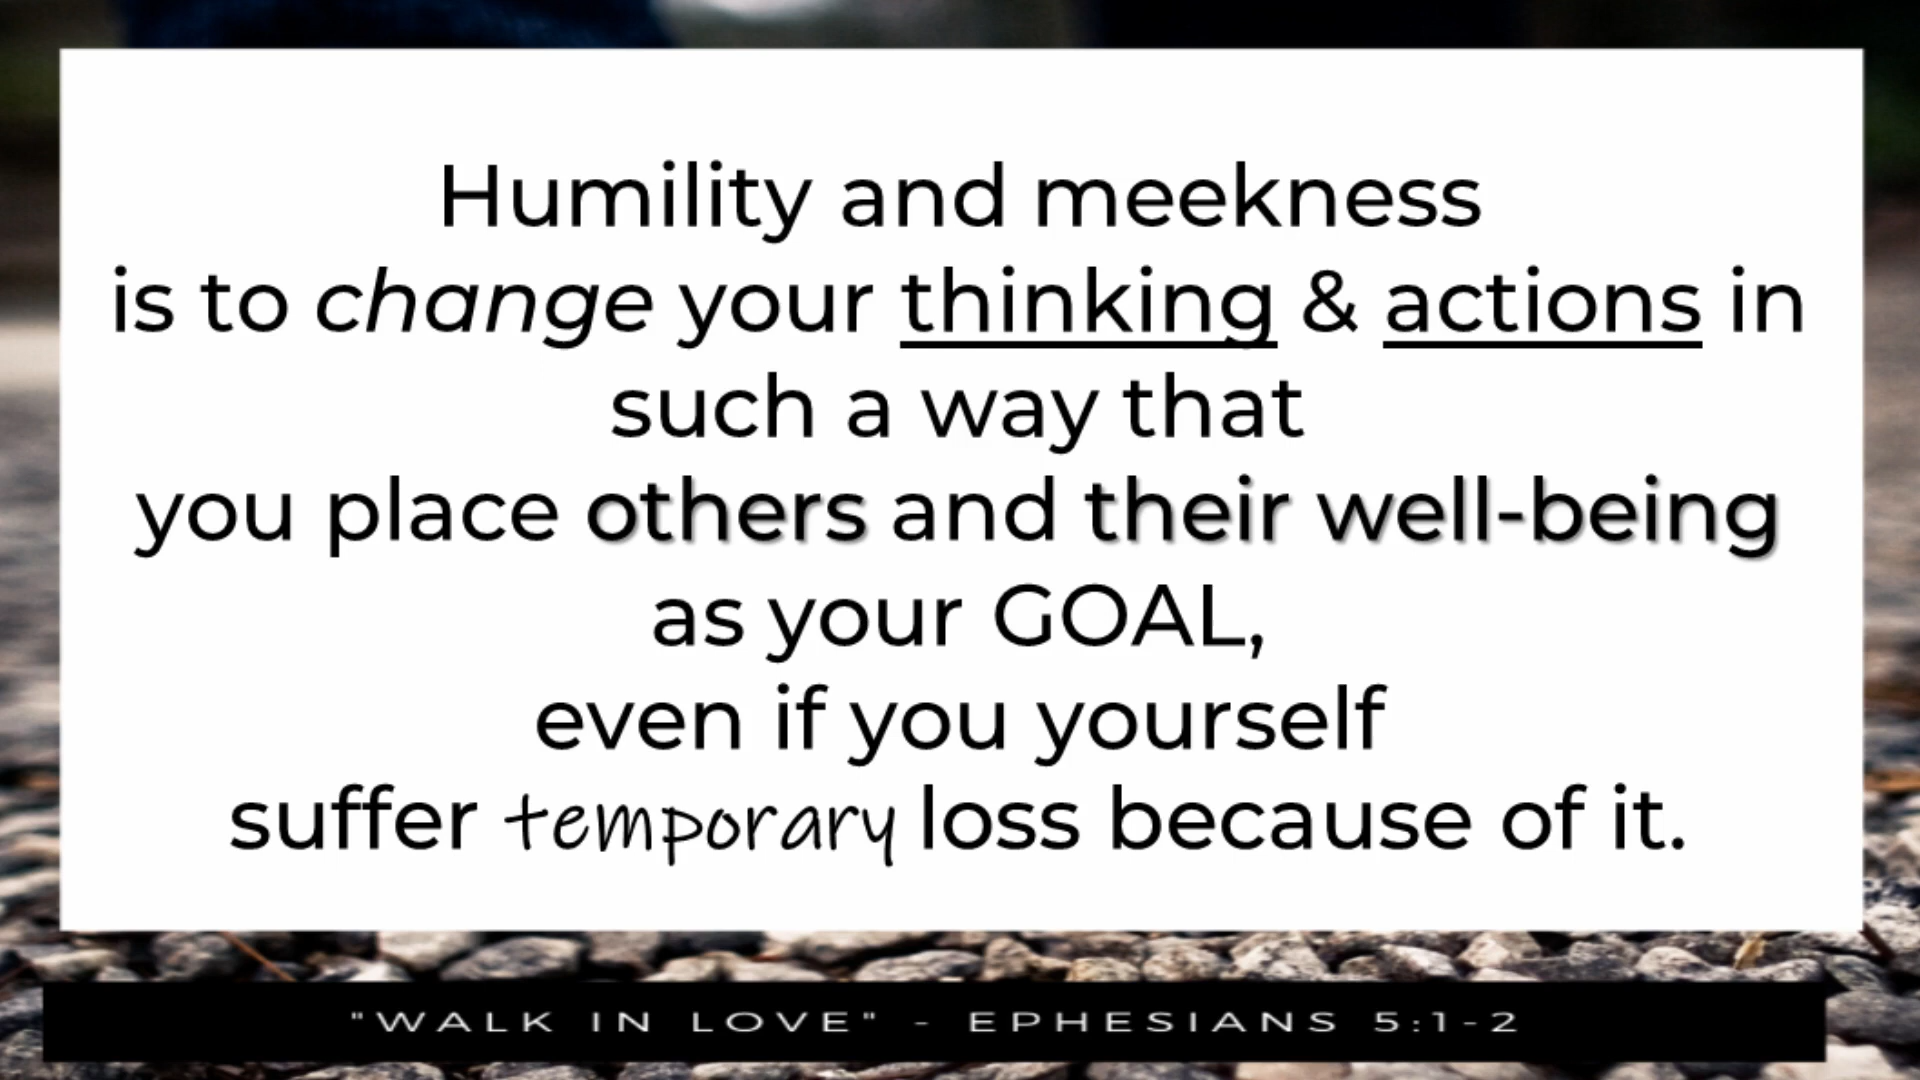 Humility and meekness
is to change your thinking & actions in
such a way that
you place others and their well-being
as your GOAL,
even if you yourself
suffer temporary loss because of it.
"WALK IN LOVE" - EPHESIANS 5:1-2